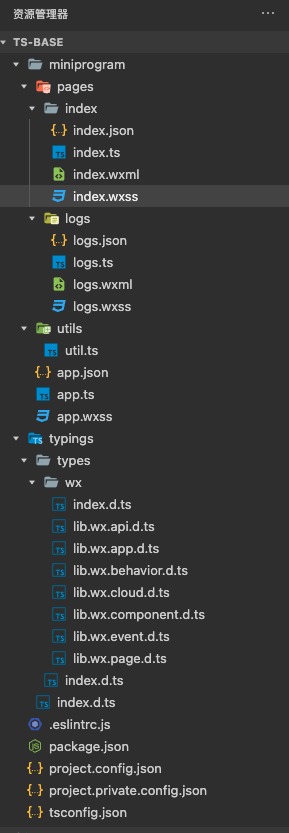 资源管理器
TS-BASE
miniprogram
pages
index
index.json
index.ts
index.wxml
index.wxss
logs
logs.json
logs.ts
logs.wxml
logs.wxss
utils
util.ts
app.json
app.ts
app.wxss
typings
types
wx
index.d.ts
lib.wx.api.d.ts
lib.wx.app.d.ts
lib.wx.behavior.d.ts
lib.wx.cloud.d.ts
lib.wx.component.d.ts
lib.wx.event.d.ts
lib.wx.page.d.ts
index.d.ts
index.d.ts
.eslintrc.js
package.json
project.config.json
project.private.config.json
tsconfig.json